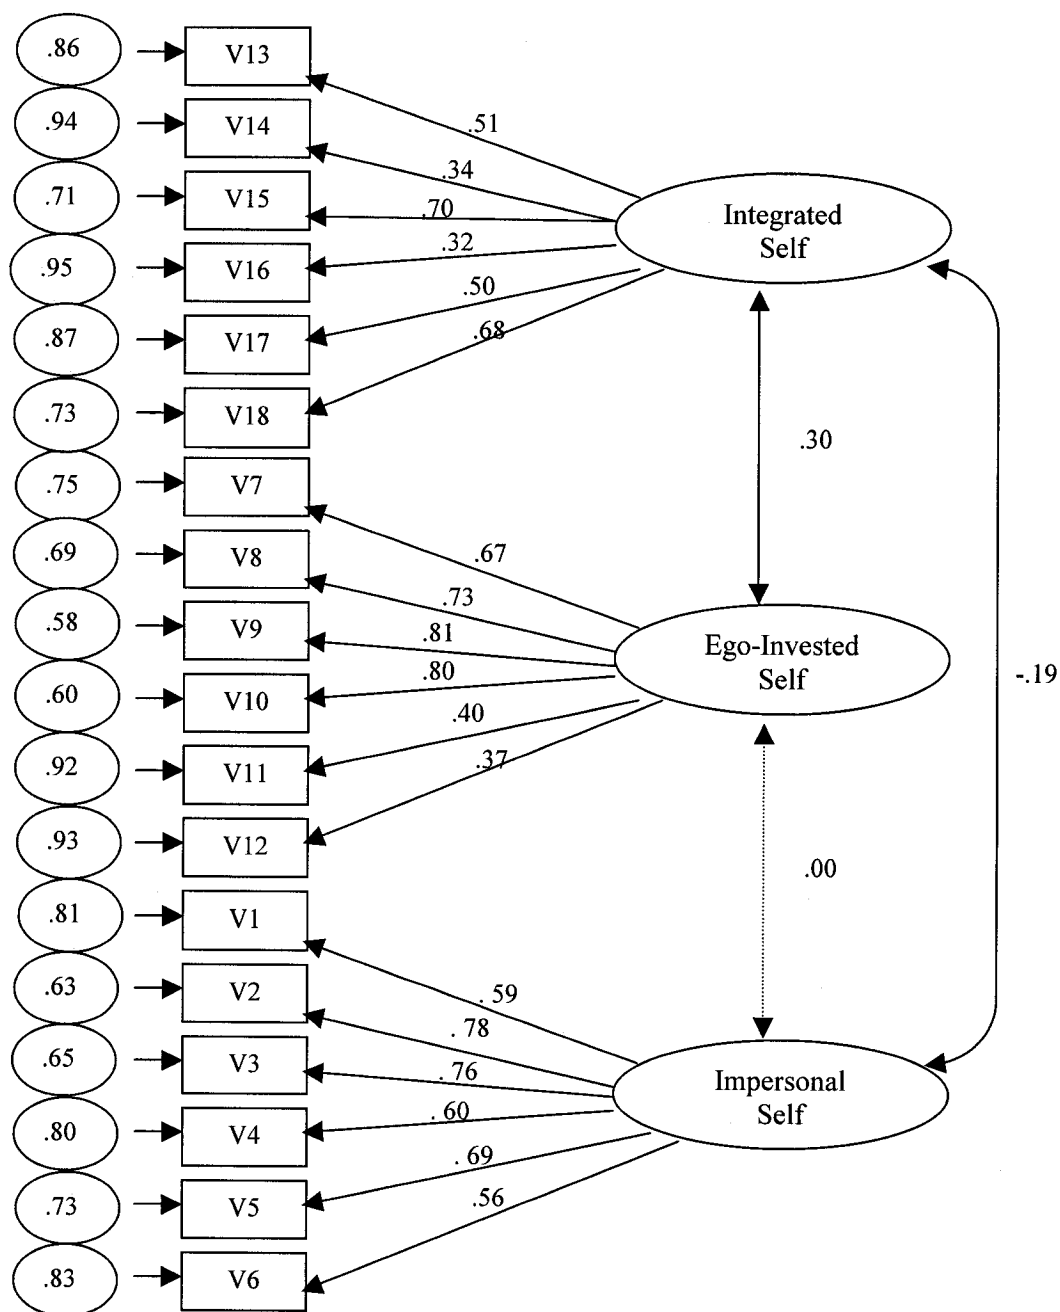 .86
V13
.94
V14
.51
.34
.71
V15
.70
Integrated
Self
.95
V16
.32
.87
V17
.50
.73
V18
.68
.30
.75
V7
.69
V8
.67
.58
V9
.73
.81
Ego-Invested
Self
-.19
.60
V10
.80
.92
V11
.40
.93
V12
.37
.00
.81
V1
.63
V2
. 59
. 78
.65
V3
.76
Impersonal
Self
.80
V4
. 60
.73
V5
. 69
.83
V6
.56